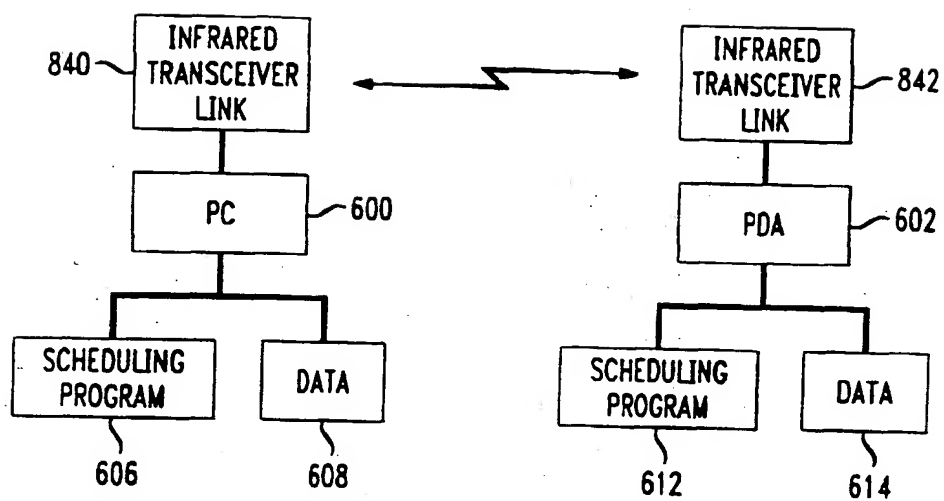 INFRARED
TRANSCEIVER
LINK
840
INFRARED
TRANSCEIVER
LINK
842
PC
600
PDA
602
SCHEDULING
PROGRAM
DATA
SCHEDULING
PROGRAM
DATA
606
608
612
614